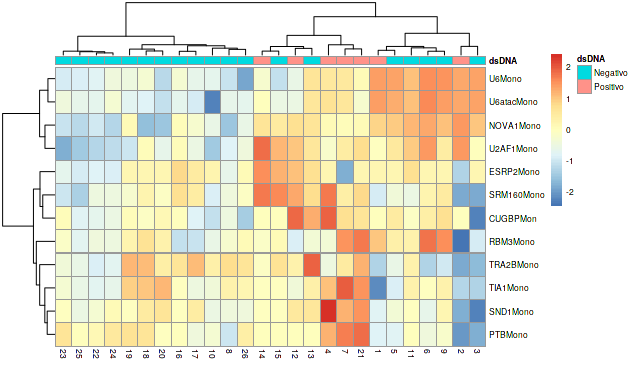 dsDNA
U6Mono
U6atacMono
NOVA1Mono
U2AF1Mono
ESRP2Mono
SRM160Mono
CUGBPMon
RBM3Mono
TRA2BMono
TIA1Mono
SND1Mono
PTBMono
23 25 22 24 19 18 20 16 17 10 8 26 14 15 12 13 4 7 21 1 5 11 6 9 2 3
2
1
0
-1
-2
dsDNA
Negativo
Positivo